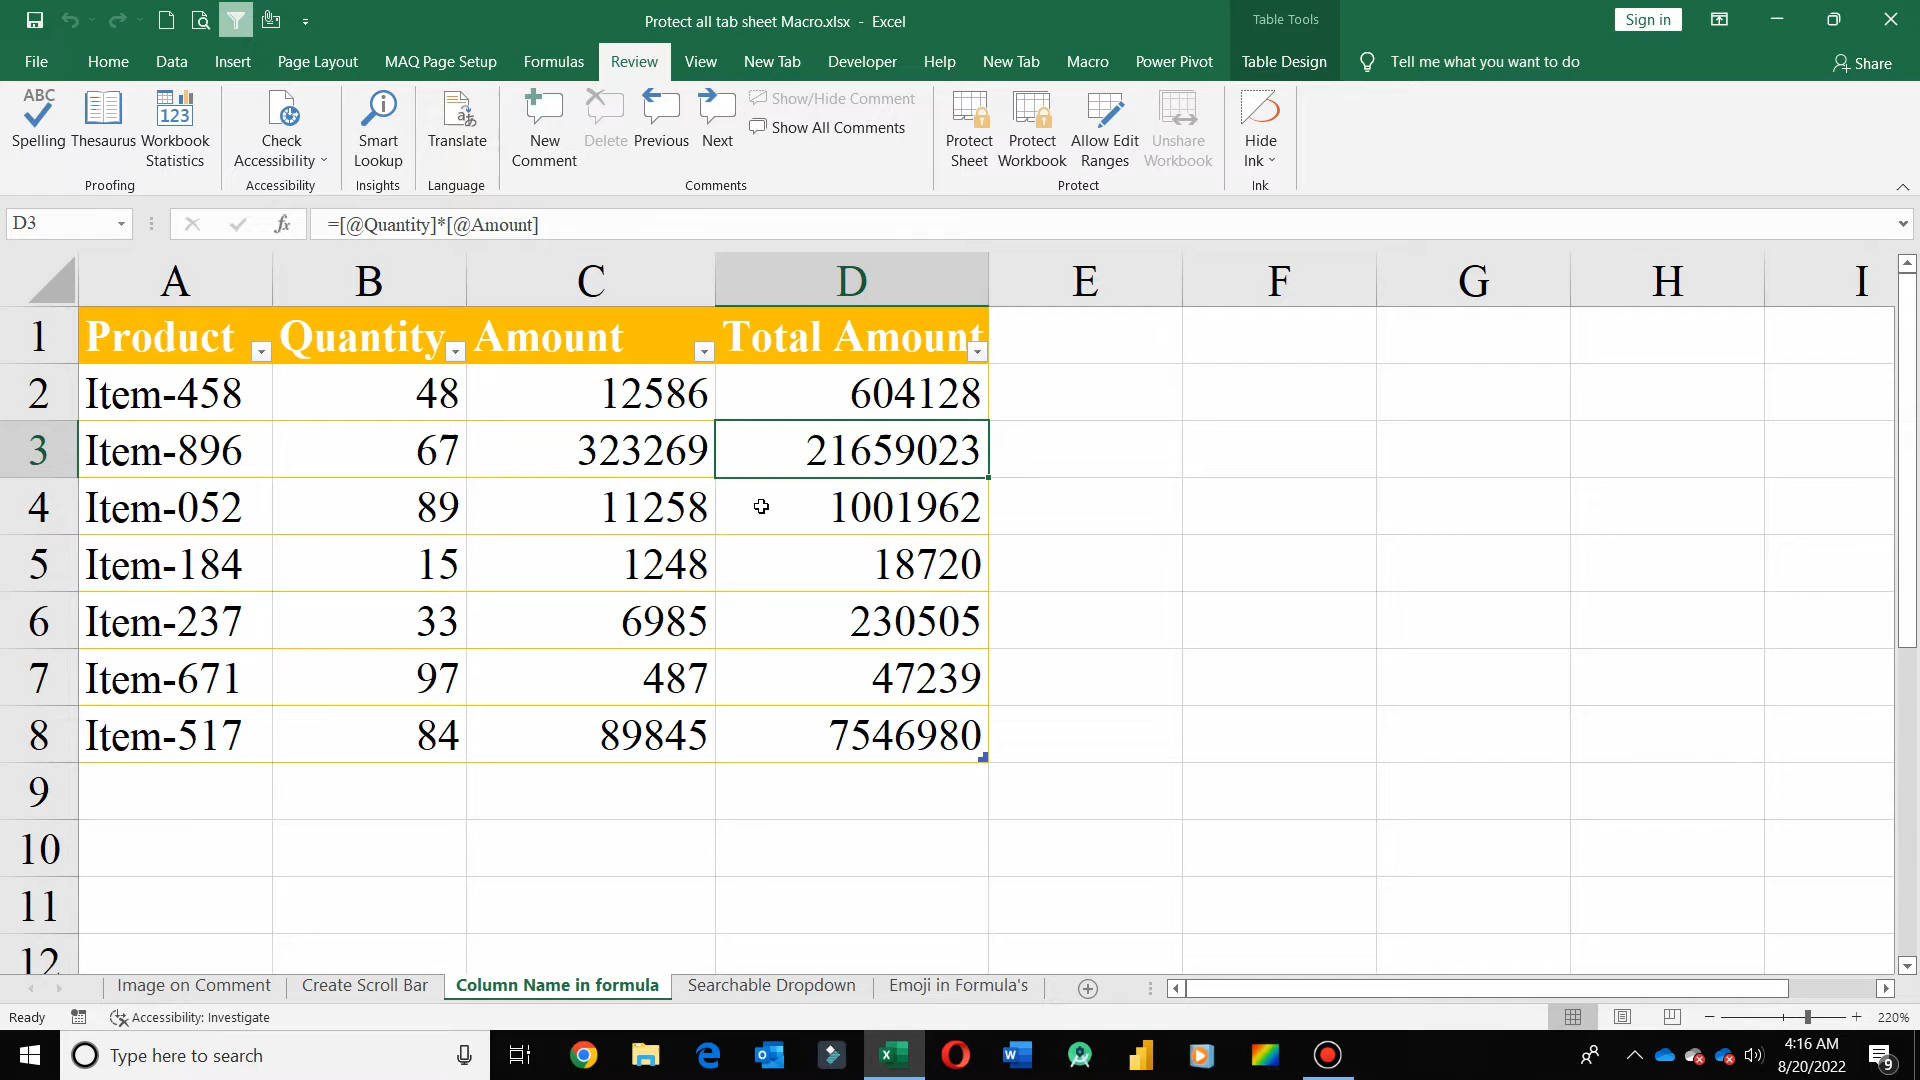 Protect all tab sheet Macro.xlsx - Excel
Table Tools
Sign in
File Home Data Insert Page Layout MAQ Page Setup Formulas Review View New Tab Developer Help New Tab Macro Power Pivot Table Design Tell me what you want to do Share
ABC
Spelling
Thesaurus
123
Workbook
Statistics
Proofing
Check
Accessibility
Accessibility
Smart
Lookup
Insights
Translate
Language
New
Comment
Delete
Previous
Next
Show/Hide Comment
Show All Comments
Comments
Protect
Sheet
Protect
Workbook
Allow Edit
Ranges
Unshare
Workbook
Protect
Hide
Ink
Ink
D3 fx =[@Quantity]*[@Amount]
A B C D E F G H I
1 Product Quantity Amount Total Amount
2 Item-458 48 12586 604128
3 Item-896 67 323269 21659023
4 Item-052 89 11258 1001962
5 Item-184 15 1248 18720
6 Item-237 33 6985 230505
7 Item-671 97 487 47239
8 Item-517 84 89845 7546980
9
10
11
12
Image on Comment Create Scroll Bar Column Name in formula Searchable Dropdown Emoji in Formula's
Ready Accessibility: Investigate 220%
Type here to search
4:16 AM
8/20/2022
9